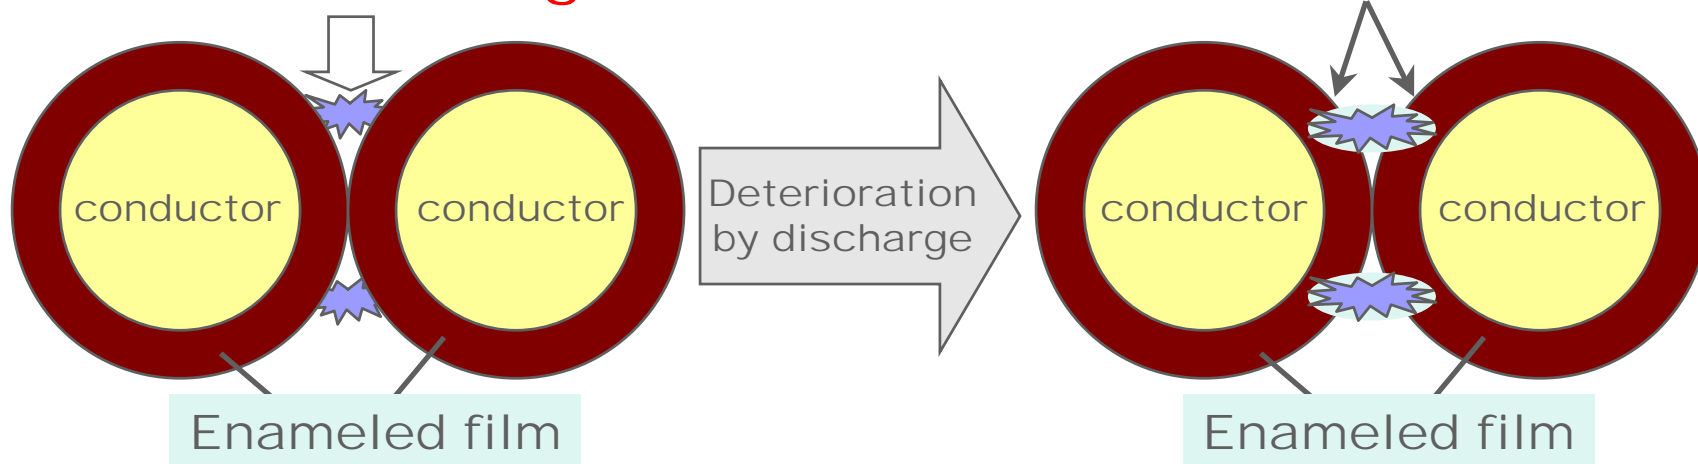 conductor
conductor
Deterioration
by discharge
conductor
conductor
Enameled film
Enameled film